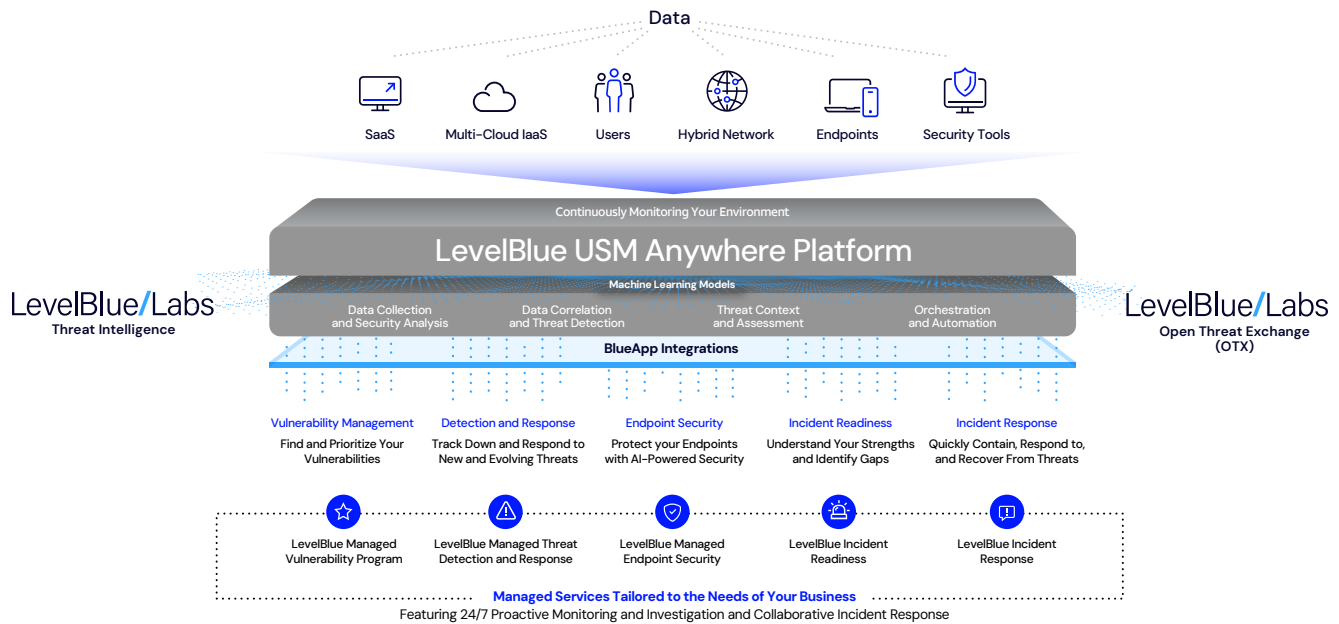 Data
SaaS
Multi-Cloud IaaS
Users
Hybrid Network
Endpoints
Security Tools
Continuously Monitoring Your Environment
LevelBlue USM Anywhere Platform
Machine Learning Models
Data Collection
and Security Analysis
Data Correlation
and Threat Detection
Threat Context
and Assessment
Orchestration
and Automation
LevelBlue/Labs
Threat Intelligence
LevelBlue/Labs
Open Threat Exchange
(OTX)
BlueApp Integrations
Vulnerability Management
Find and Prioritize Your
Vulnerabilities
Detection and Response
Track Down and Respond to
New and Evolving Threats
Endpoint Security
Protect your Endpoints
with AI-Powered Security
Incident Readiness
Understand Your Strengths
and Identify Gaps
Incident Response
Quickly Contain, Respond to,
and Recover From Threats
LevelBlue Managed
Vulnerability Program
LevelBlue Managed Threat
Detection and Response
LevelBlue Managed
Endpoint Security
LevelBlue Incident
Readiness
LevelBlue Incident
Response
Managed Services Tailored to the Needs of Your Business
Featuring 24/7 Proactive Monitoring and Investigation and Collaborative Incident Response